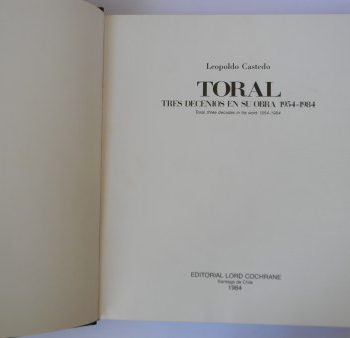 Leopoldo Castedo
TORAL
TRES DECENIOS EN SU OBRA 1954-1984
Toral three decades in his work 1954-1984
EDITORIAL LORD COCHRANE
Santiago de Chile
1984